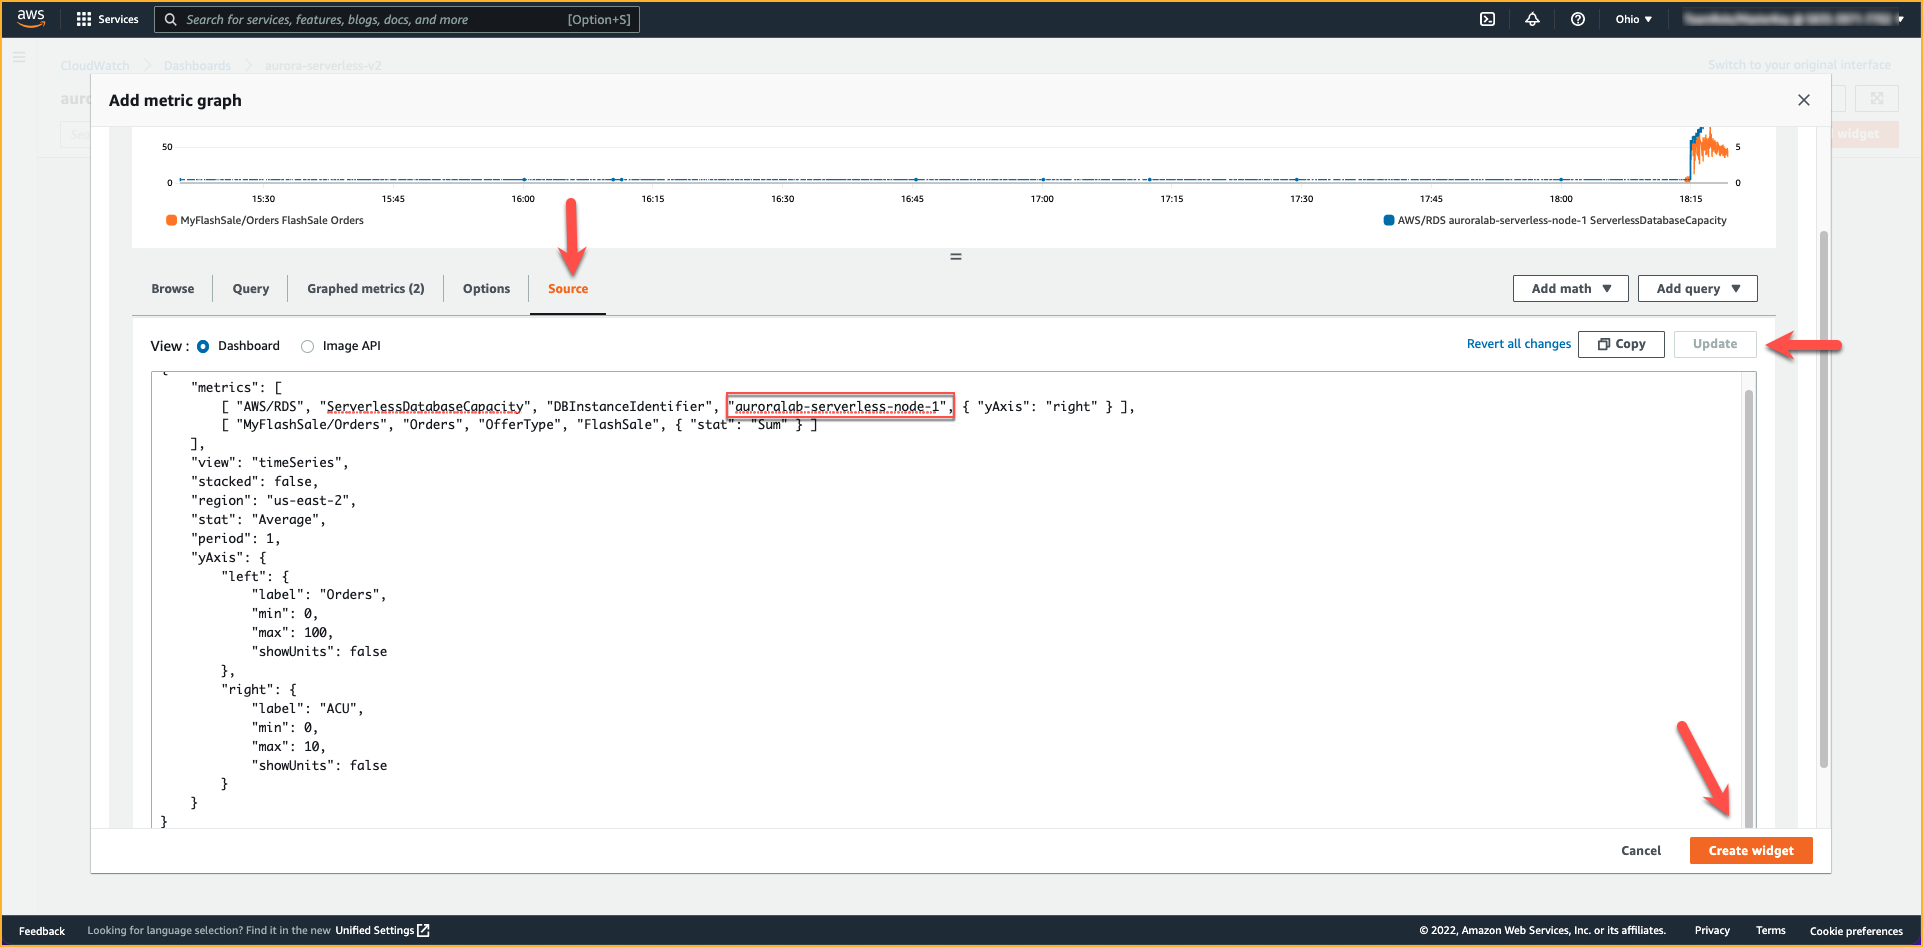 aws
Services
Search for services, features, blogs, docs, and more
[Option+S]
Ohio
CloudWatch
Dashboards
aurora-serverless-v2
Switch to your original interface
Add metric graph
widget
50
0
5
0
15:30
15:45
16:00
16:15
16:30
16:45
17:00
17:15
17:30
17:45
18:00
18:15
MyFlashSale/Orders FlashSale Orders
AWS/RDS auroralab-serverless-node-1 ServerlessDatabaseCapacity
Browse
Query
Graphed metrics (2)
Options
Source
Add math
Add query
View :
Dashboard
Image API
Revert all changes
Copy
Update
{
"metrics": [
[ "AWS/RDS", "ServerlessDatabaseCapacity", "DBInstanceIdentifier", "auroralab-serverless-node-1", { "yAxis": "right" } ],
[ "MyFlashSale/Orders", "Orders", "OfferType", "FlashSale", { "stat": "Sum" } ]
],
"view": "timeSeries",
"stacked": false,
"region": "us-east-2",
"stat": "Average",
"period": 1,
"yAxis": {
"left": {
"label": "Orders",
"min": 0,
"max": 100,
"showUnits": false
},
"right": {
"label": "ACU",
"min": 0,
"max": 10,
"showUnits": false
}
}
}
Cancel
Create widget
Feedback
Looking for language selection? Find it in the new Unified Settings
© 2022, Amazon Web Services, Inc. or its affiliates.
Privacy
Terms
Cookie preferences